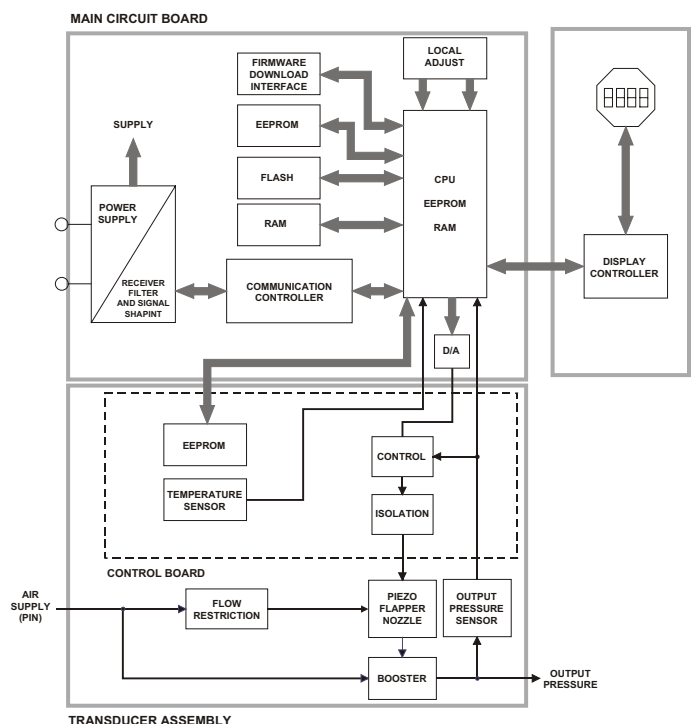 MAIN CIRCUIT BOARD
FIRMWARE
DOWNLOAD
INTERFACE
LOCAL
ADJUST
SUPPLY
EEPROM
FLASH
CPU
EEPROM
RAM
POWER
SUPPLY
RAM
DISPLAY
CONTROLLER
RECEIVER
FILTER
AND SIGNAL
SHAPINT
COMMUNICATION
CONTROLLER
D/A
EEPROM
CONTROL
TEMPERATURE
SENSOR
ISOLATION
CONTROL BOARD
AIR
SUPPLY
(PIN)
FLOW
RESTRICTION
PIEZO
FLAPPER
NOZZLE
OUTPUT
PRESSURE
SENSOR
BOOSTER
OUTPUT
PRESSURE
TRANSDUCER ASSEMBLY